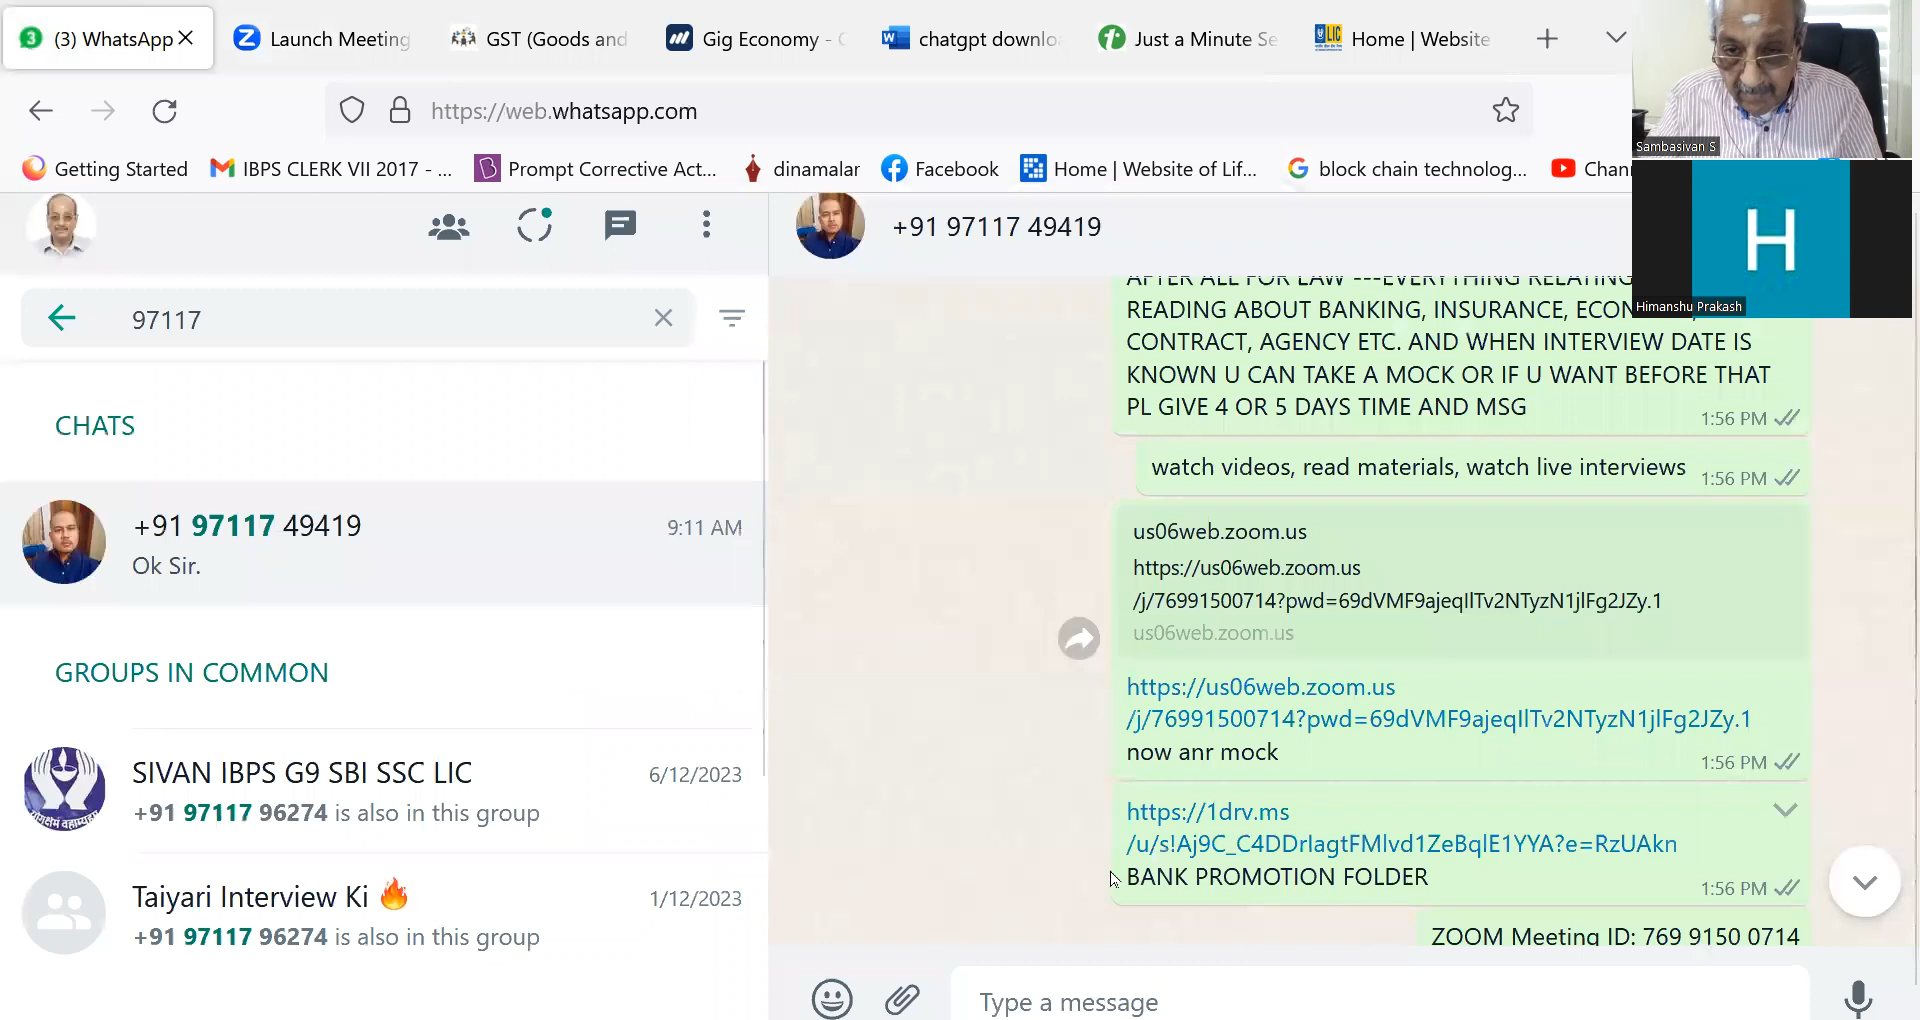 (3) WhatsApp
Launch Meeting
GST (Goods and
Gig Economy -
chatgpt downlo
Just a Minute Se
Home | Website
https://web.whatsapp.com
Getting Started
IBPS CLERK VII 2017 - ...
Prompt Corrective Act...
dinamalar
Facebook
Home | Website of Lif...
block chain technolog...
Chan
Sambasivan S
H
Himanshu Prakash
97117
CHATS
+91 97117 49419
9:11 AM
Ok Sir.
GROUPS IN COMMON
SIVAN IBPS G9 SBI SSC LIC
6/12/2023
+91 97117 96274 is also in this group
Taiyari Interview Ki 🔥
1/12/2023
+91 97117 96274 is also in this group
+91 97117 49419
AFTER ALL FOR LAW ---EVERYTHING RELATING
READING ABOUT BANKING, INSURANCE, ECON
CONTRACT, AGENCY ETC. AND WHEN INTERVIEW DATE IS
KNOWN U CAN TAKE A MOCK OR IF U WANT BEFORE THAT
PL GIVE 4 OR 5 DAYS TIME AND MSG
1:56 PM
watch videos, read materials, watch live interviews
1:56 PM
us06web.zoom.us
https://us06web.zoom.us
/j/76991500714?pwd=69dVMF9ajeqIlTv2NTyzN1jlFg2JZy.1
us06web.zoom.us
https://us06web.zoom.us
/j/76991500714?pwd=69dVMF9ajeqIlTv2NTyzN1jlFg2JZy.1
now anr mock
1:56 PM
https://1drv.ms
/u/s!Aj9C_C4DDrIagtFMlvd1ZeBqlE1YYA?e=RzUAkn
BANK PROMOTION FOLDER
1:56 PM
ZOOM Meeting ID: 769 9150 0714
Type a message